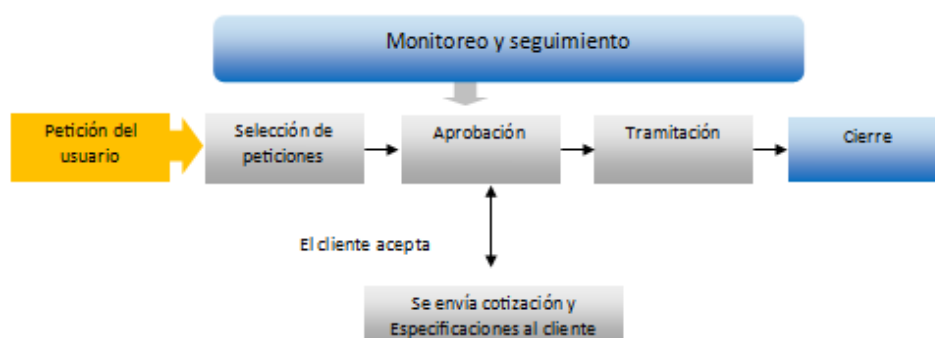 Monitoreo y seguimiento
Petición del
usuario
Selección de
peticiones
Aprobación
Tramitación
Cierre
El cliente acepta
Se envía cotización y
Especificaciones al cliente